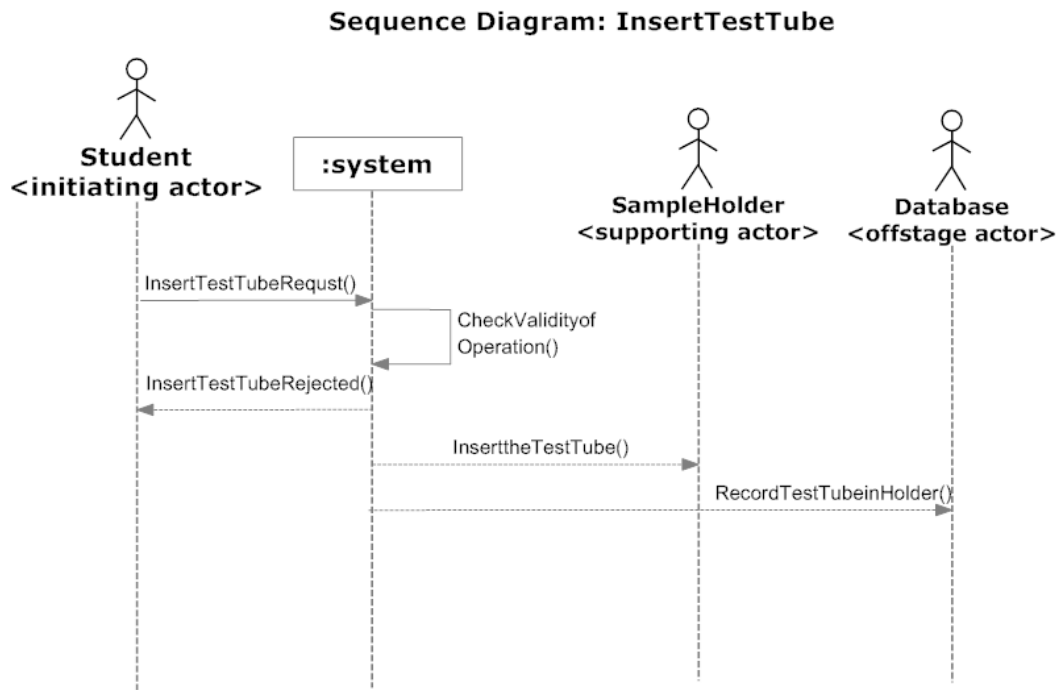 Sequence Diagram: InsertTestTube
Student
<initiating actor>
:system
SampleHolder
<supporting actor>
Database
<offstage actor>
InsertTestTubeRequst()
CheckValidityof
Operation()
InsertTestTubeRejected()
InserttheTestTube()
RecordTestTubeinHolder()